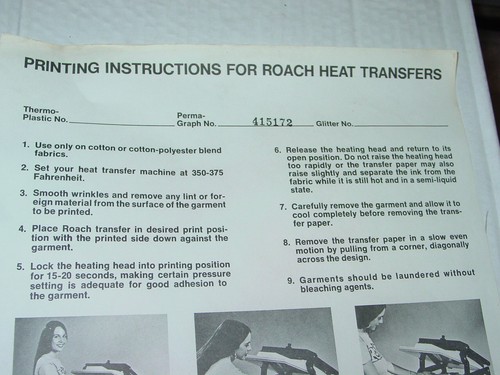 PRINTING INSTRUCTIONS FOR ROACH HEAT TRANSFERS
Thermo-
Plastic No.
Perma-
Graph No. 415172
Glitter No.
1. Use only on cotton or cotton-polyester blend
fabrics.
2. Set your heat transfer machine at 350-375
Fahrenheit.
3. Smooth wrinkles and remove any lint or for-
eign material from the surface of the garment
to be printed.
4. Place Roach transfer in desired print posi-
tion with the printed side down against the
garment.
5. Lock the heating head into printing position
for 15-20 seconds, making certain pressure
setting is adequate for good adhesion to
the garment.
6. Release the heating head and return to its
open position. Do not raise the heating head
too rapidly or the transfer paper may also
raise slightly and separate the ink from the
fabric while it is still hot and in a semi-liquid
state.
7. Carefully remove the garment and allow it to
cool completely before removing the trans-
fer paper.
8. Remove the transfer paper in a slow even
motion by pulling from a corner, diagonally
across the design.
9. Garments should be laundered without
bleaching agents.